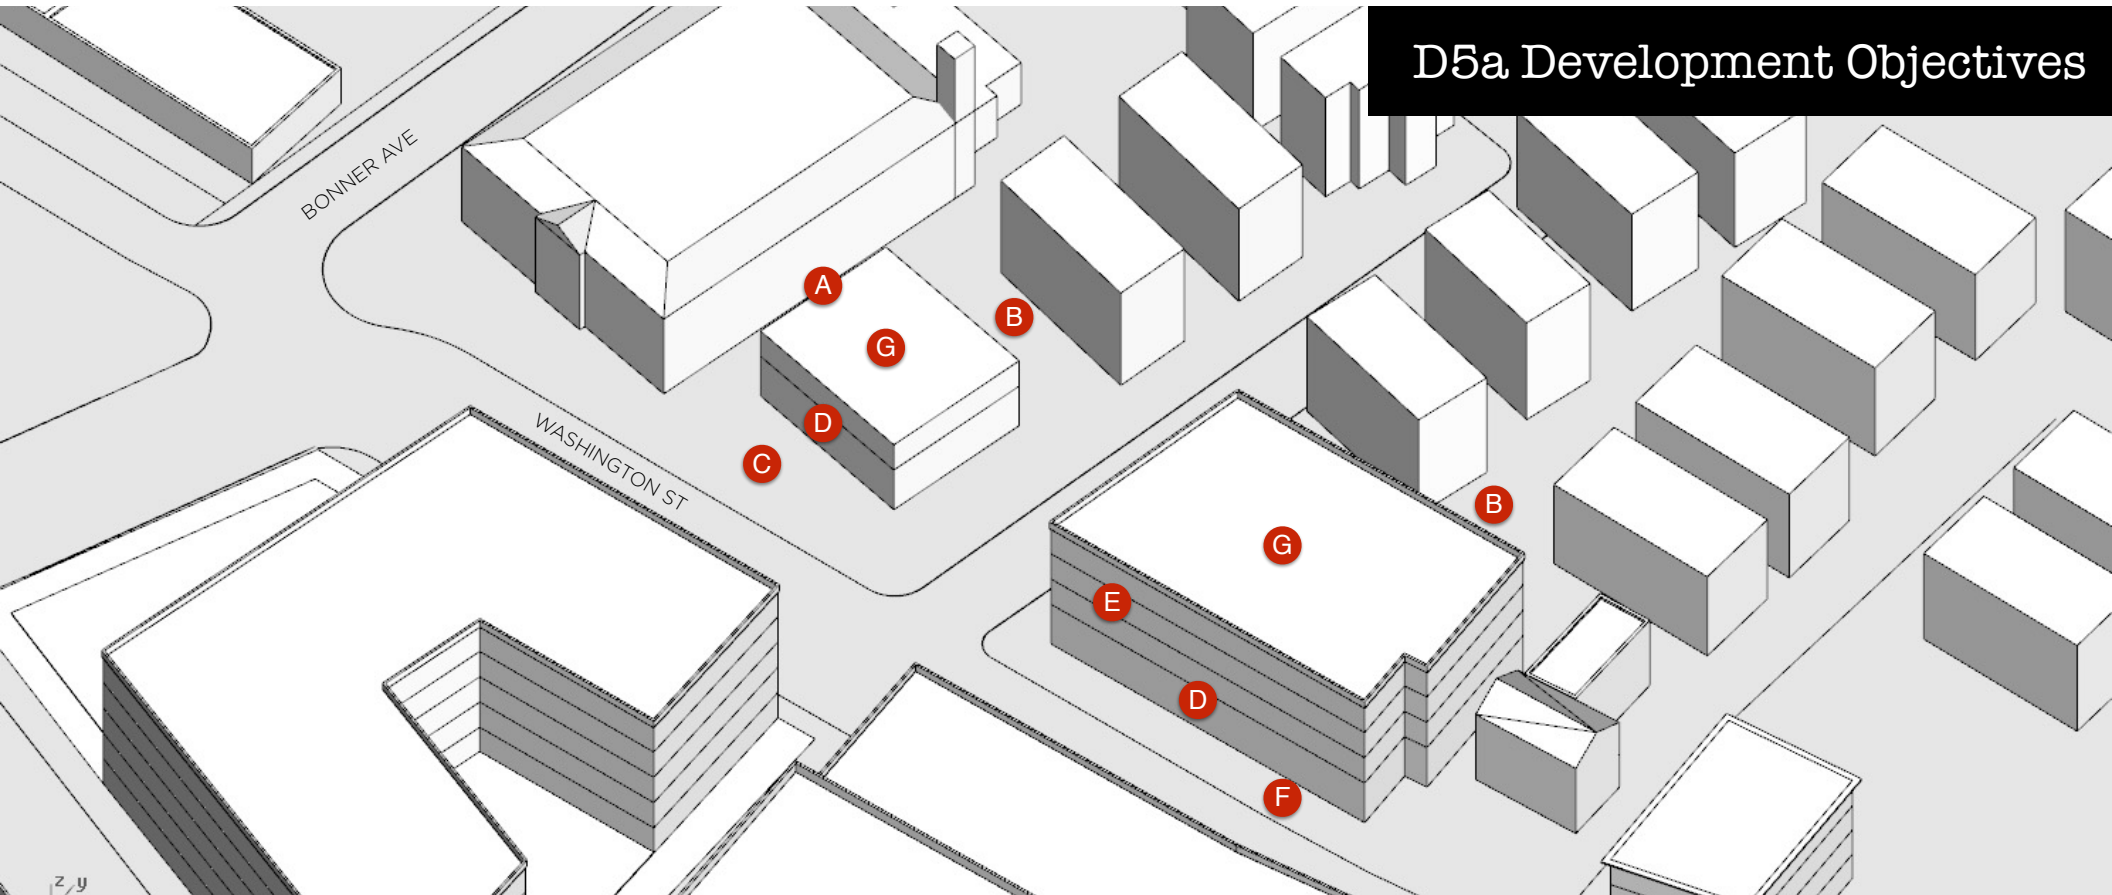 D5a Development Objectives
BONNER AVE
A
B
G
D
C
WASHINGTON ST
B
G
E
D
F
z y